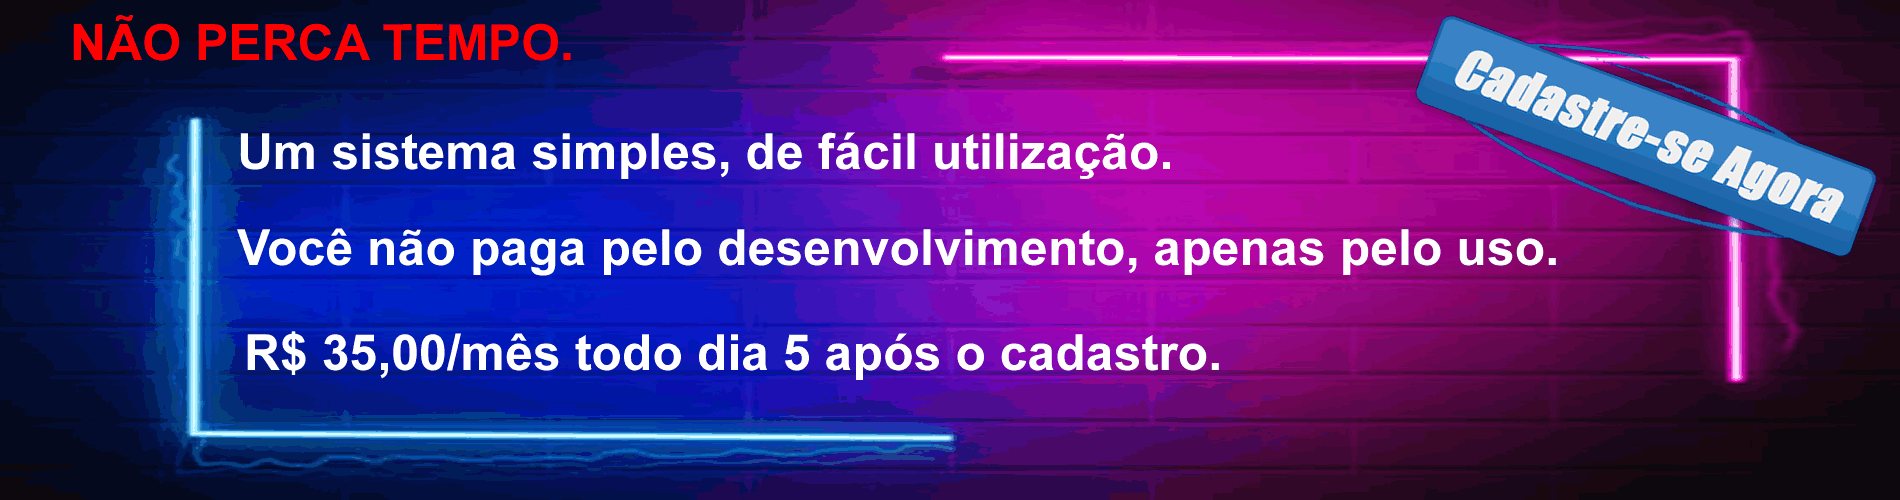 NÃO PERCA TEMPO.
Cadastre-se Agora
Um sistema simples, de fácil utilização.
Você não paga pelo desenvolvimento, apenas pelo uso.
R$ 35,00/mês todo dia 5 após o cadastro.